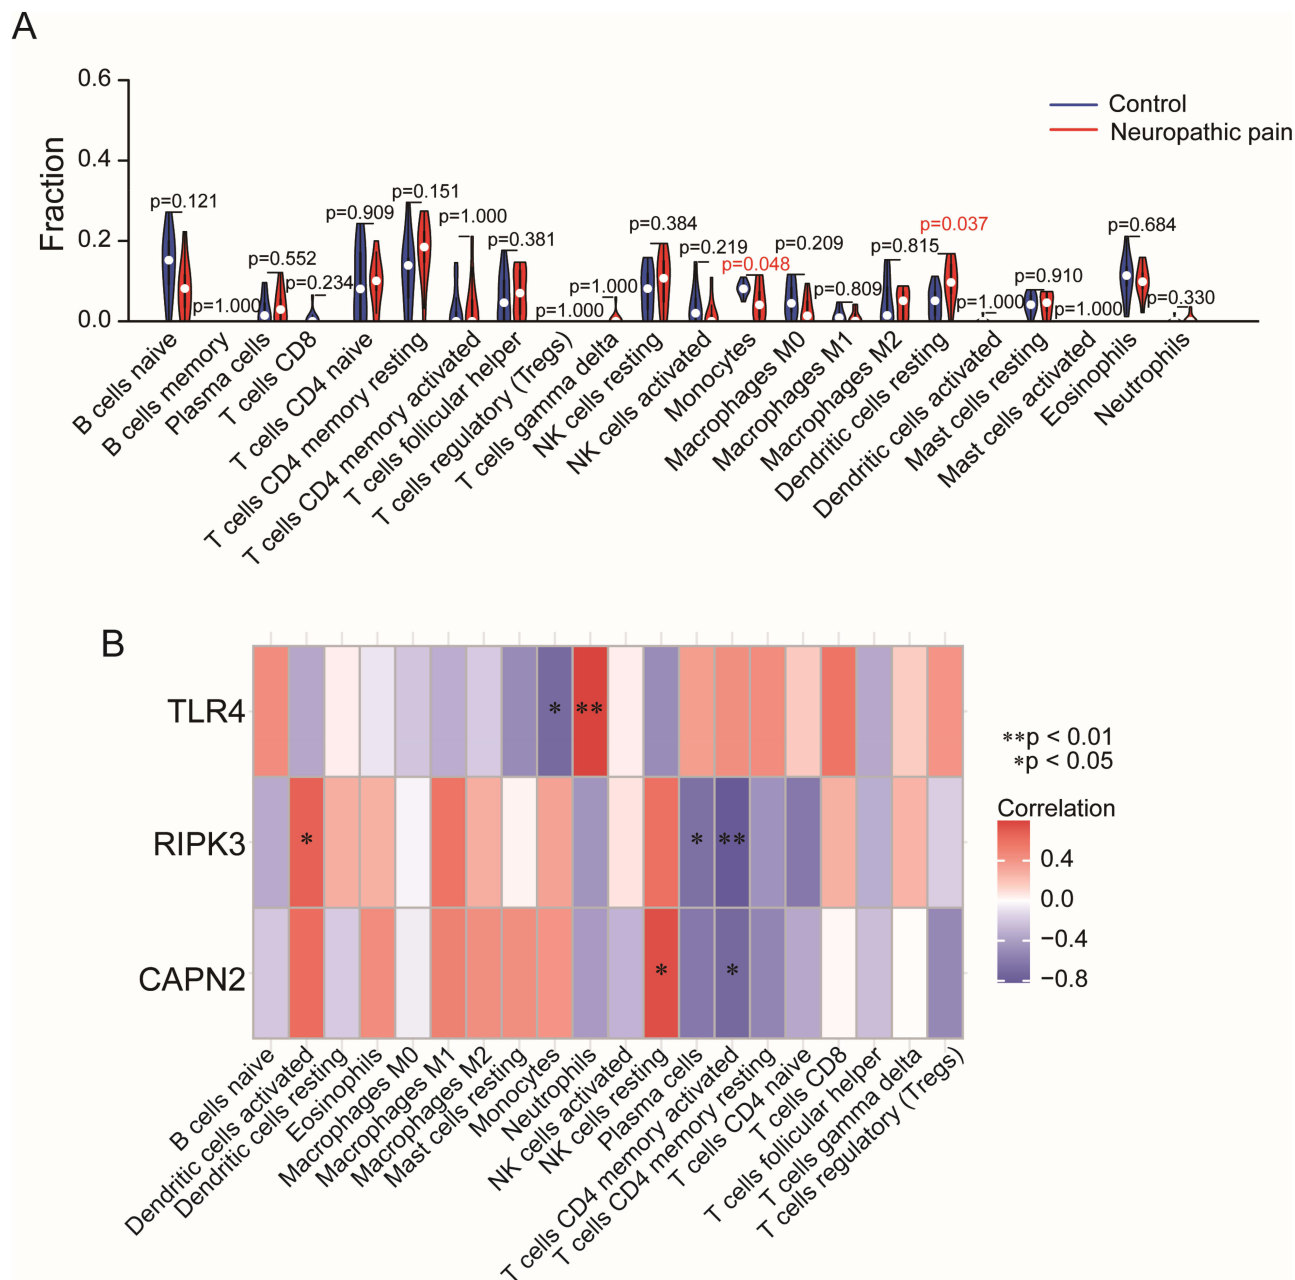 A
Fraction
0.6
0.4
0.2
0.0
Control
Neuropathic pain
p=0.121
p=1.000
p=0.552
p=0.234
p=0.909
p=0.151
p=1.000
p=0.381
p=1.000
p=1.000
p=0.384
p=0.219
p=0.048
p=0.209
p=0.809
p=0.815
p=0.037
p=1.000
p=0.910
p=1.000
p=0.684
p=0.330
B cells naive
B cells memory
Plasma cells
T cells CD8
T cells CD4 naive
T cells CD4 memory resting
T cells CD4 memory activated
T cells follicular helper
T cells regulatory (Tregs)
T cells gamma delta
NK cells resting
NK cells activated
Monocytes
Macrophages M0
Macrophages M1
Macrophages M2
Dendritic cells resting
Dendritic cells activated
Mast cells resting
Mast cells activated
Eosinophils
Neutrophils
B
TLR4
* **
RIPK3
* * **
CAPN2
* *
**p < 0.01
*p < 0.05
Correlation
0.4
0.0
−0.4
−0.8
B cells naive
Dendritic cells activated
Dendritic cells resting
Eosinophils
Macrophages M0
Macrophages M1
Macrophages M2
Mast cells resting
Monocytes
Neutrophils
NK cells activated
NK cells resting
Plasma cells
T cells CD4 memory activated
T cells CD4 memory resting
T cells CD4 naive
T cells CD8
T cells follicular helper
T cells gamma delta
T cells regulatory (Tregs)